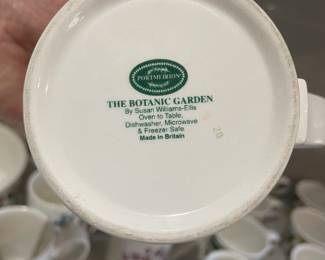 PORTMEIRION
THE BOTANIC GARDEN
By Susan Williams-Ellis
Oven to Table,
Dishwasher, Microwave
& Freezer Safe
Made in Britain
20